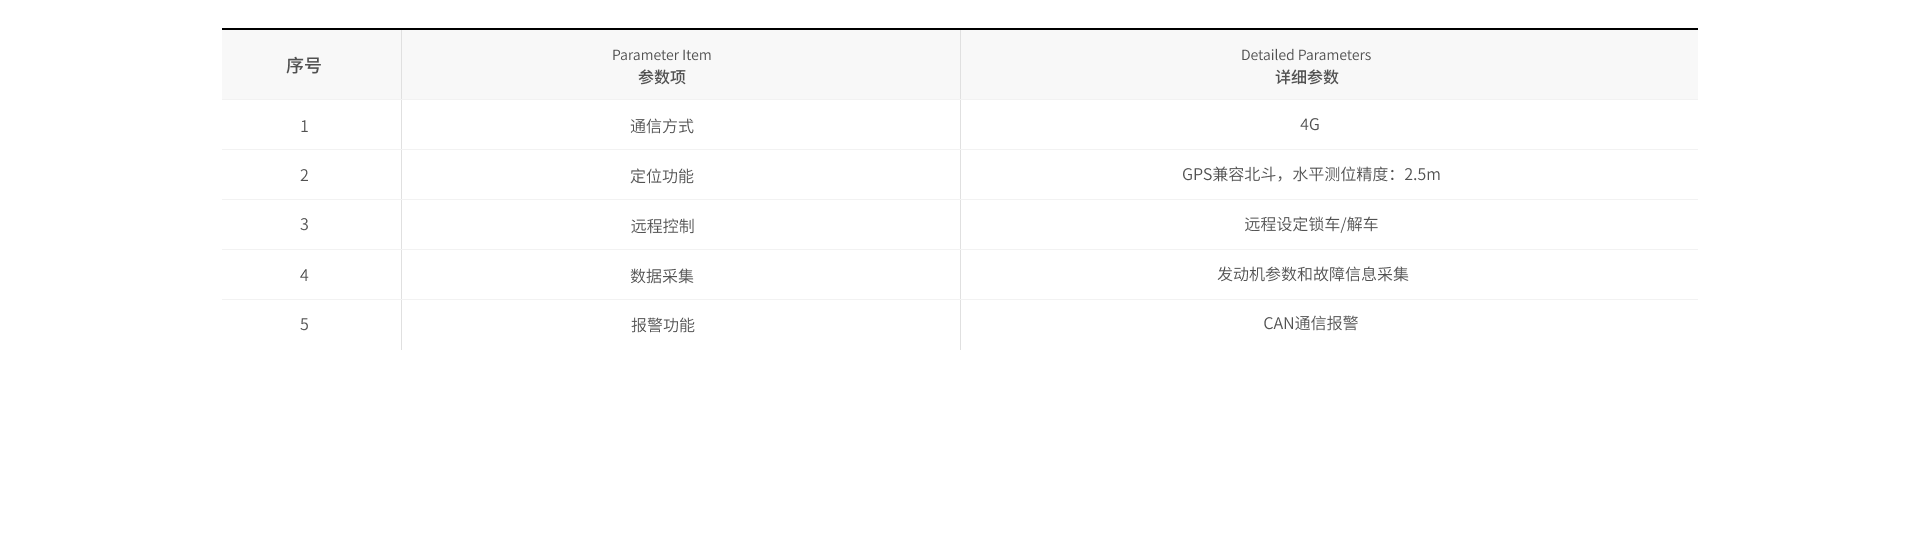 序号
Parameter Item
参数项
Detailed Parameters
详细参数
1
通信方式
4G
2
定位功能
GPS兼容北斗，水平测位精度：2.5m
3
远程控制
远程设定锁车/解车
4
数据采集
发动机参数和故障信息采集
5
报警功能
CAN通信报警